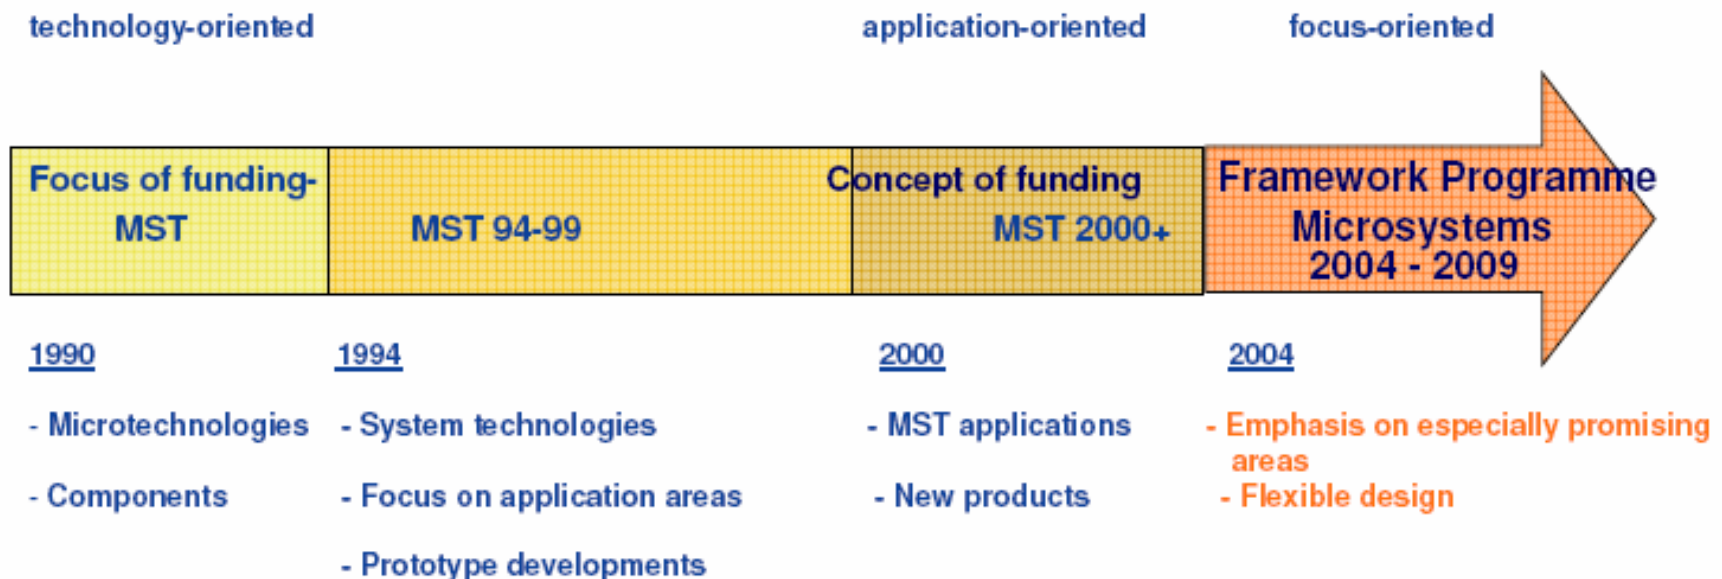 technology-oriented application-oriented focus-oriented
Focus of funding- Concept of funding Framework Programme
MST MST 94-99 MST 2000+ Microsystems
2004 - 2009
1990 1994 2000 2004
- Microtechnologies - System technologies - MST applications - Emphasis on especially promising
areas
- Components - Focus on application areas - New products - Flexible design
- Prototype developments